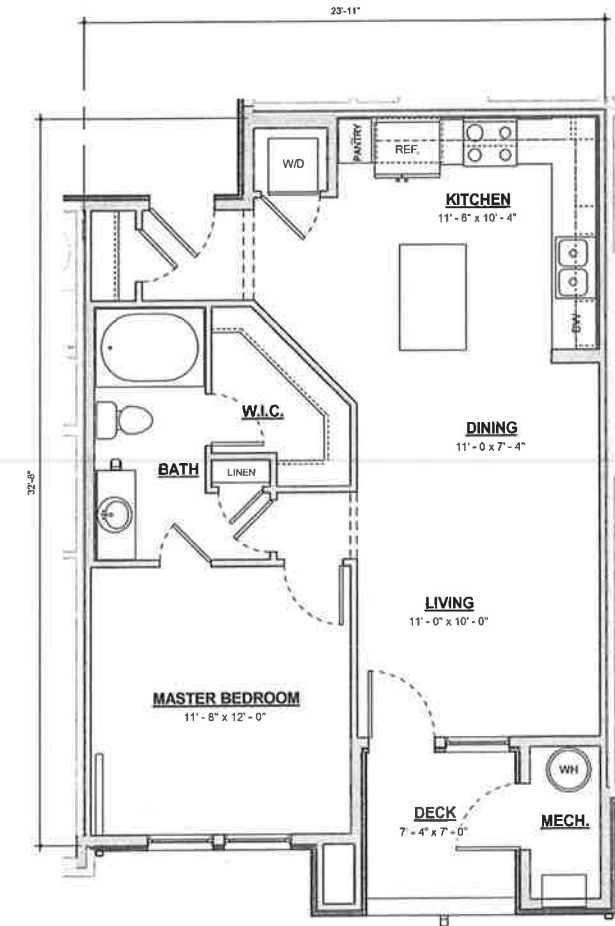 23'-11"
W/D
PANTRY
REF.
KITCHEN
11' - 6" x 10' - 4"
DW
W.I.C.
DINING
11' - 0 x 7' - 4"
BATH
LINEN
32'-8"
LIVING
11' - 0" x 10' - 0"
MASTER BEDROOM
11' - 6" x 12' - 0"
WH
DECK
7' - 4" x 7' - 0"
MECH.